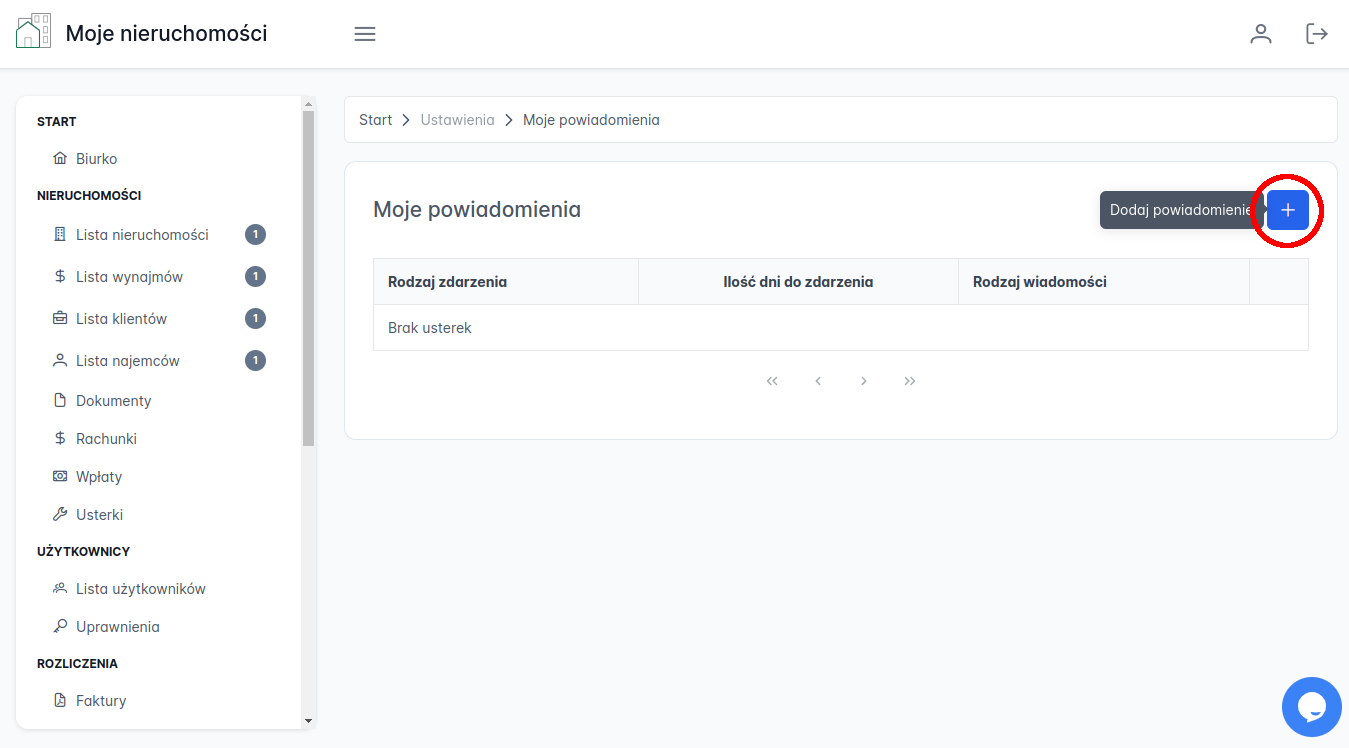 Moje nieruchomości
START
Biurko
NIERUCHOMOŚCI
Lista nieruchomości 1
Lista wynajmów 1
Lista klientów 1
Lista najemców 1
Dokumenty
Rachunki
Wpłaty
Usterki
UŻYTKOWNICY
Lista użytkowników
Uprawnienia
ROZLICZENIA
Faktury
Start > Ustawienia > Moje powiadomienia
Moje powiadomienia
Dodaj powiadomienie +
Rodzaj zdarzenia Ilość dni do zdarzenia Rodzaj wiadomości
Brak usterek
« ‹ › »